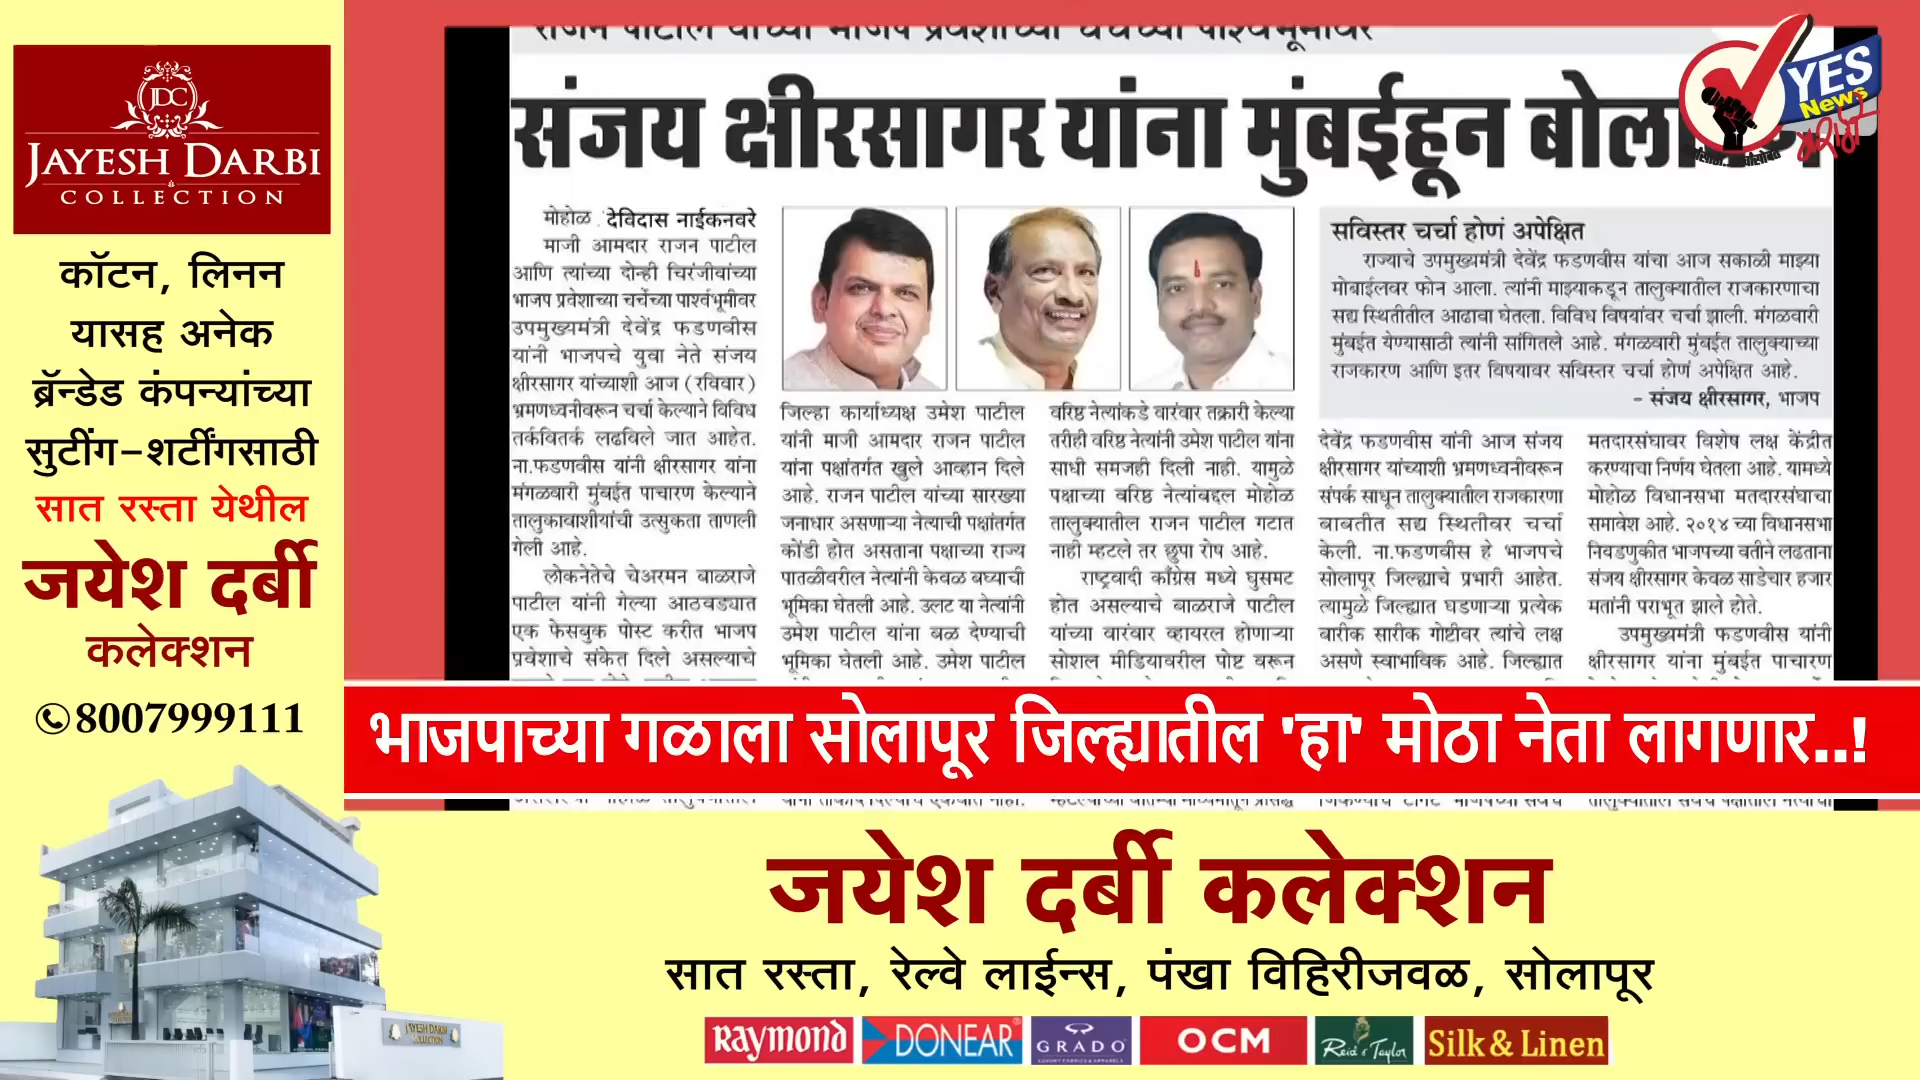 JDC
JAYESH DARBI
COLLECTION
कॉटन, लिनन
यासह अनेक
ब्रॅन्डेड कंपन्यांच्या
सुटींग-शर्टींगसाठी
सात रस्ता येथील
जयेश दर्बी
कलेक्शन
8007999111
राजन पाटील यांच्या भाजप प्रवेशाच्या चर्चेच्या पार्श्वभूमीवर
संजय क्षीरसागर यांना मुंबईहून
YES
News
मराठी
मोहोळ : देविदास नाईकनवरे
माजी आमदार राजन पाटील
आणि त्यांच्या दोन्ही चिरंजीवांच्या
भाजप प्रवेशाच्या चर्चेच्या पार्श्वभूमीवर
उपमुख्यमंत्री देवेंद्र फडणवीस
यांनी भाजपचे युवा नेते संजय
क्षीरसागर यांच्याशी आज (रविवार)
भ्रमणध्वनीवरून चर्चा केल्याने विविध
तर्कवितर्क लढविले जात आहेत.
ना.फडणवीस यांनी क्षीरसागर यांना
मंगळवारी मुंबईत पाचारण केल्याने
तालुकावाशीयांची उत्सुकता ताणली
गेली आहे.
लोकनेतेचे चेअरमन बाळराजे
पाटील यांनी गेल्या आठवड्यात
एक फेसबुक पोस्ट करीत भाजप
प्रवेशाचे संकेत दिले असल्याचे
जिल्हा कार्याध्यक्ष उमेश पाटील
यांनी माजी आमदार राजन पाटील
यांना पक्षांतर्गत खुले आव्हान दिले
आहे. राजन पाटील यांच्या सारख्या
जनाधार असणाऱ्या नेत्याची पक्षांतर्गत
कोंडी होत असताना पक्षाच्या राज्य
पातळीवरील नेत्यांनी केवळ बघ्याची
भूमिका घेतली आहे. उलट या नेत्यांनी
उमेश पाटील यांना बळ देण्याची
भूमिका घेतली आहे. उमेश पाटील
वरिष्ठ नेत्यांकडे वारंवार तक्रारी केल्या
तरीही वरिष्ठ नेत्यांनी उमेश पाटील यांना
साधी समजही दिली नाही. यामुळे
पक्षाच्या वरिष्ठ नेत्यांबद्दल मोहोळ
तालुक्यातील राजन पाटील गटात
नाही म्हटले तर छुपा रोष आहे.
राष्ट्रवादी काँग्रेस मध्ये घुसमट
होत असल्याचे बाळराजे पाटील
यांच्या वारंवार व्हायरल होणाऱ्या
सोशल मीडियावरील पोष्ट वरून
सविस्तर चर्चा होणं अपेक्षित
राज्याचे उपमुख्यमंत्री देवेंद्र फडणवीस यांचा आज सकाळी माझ्या
मोबाईलवर फोन आला. त्यांनी माझ्याकडून तालुक्यातील राजकारणाचा
सद्य स्थितीतील आढावा घेतला. विविध विषयांवर चर्चा झाली. मंगळवारी
मुंबईत येण्यासाठी त्यांनी सांगितले आहे. मंगळवारी मुंबईत तालुक्याच्या
राजकारण आणि इतर विषयावर सविस्तर चर्चा होणं अपेक्षित आहे.
- संजय क्षीरसागर, भाजप
देवेंद्र फडणवीस यांनी आज संजय
क्षीरसागर यांच्याशी भ्रमणध्वनीवरून
संपर्क साधून तालुक्यातील राजकारणा
बाबतीत सद्य स्थितीवर चर्चा
केली. ना.फडणवीस हे भाजपचे
सोलापूर जिल्ह्याचे प्रभारी आहेत.
त्यामुळे जिल्ह्यात घडणाऱ्या प्रत्येक
बारीक सारीक गोष्टीवर त्यांचे लक्ष
असणे स्वाभाविक आहे. जिल्ह्यात
मतदारसंघावर विशेष लक्ष केंद्रीत
करण्याचा निर्णय घेतला आहे. यामध्ये
मोहोळ विधानसभा मतदारसंघाचा
समावेश आहे. २०१४ च्या विधानसभा
निवडणुकीत भाजपच्या वतीने लढताना
संजय क्षीरसागर केवळ साडेचार हजार
मतांनी पराभूत झाले होते.
उपमुख्यमंत्री फडणवीस यांनी
क्षीरसागर यांना मुंबईत पाचारण
भाजपाच्या गळाला सोलापूर जिल्ह्यातील 'हा' मोठा नेता लागणार..!
जयेश दर्बी कलेक्शन
सात रस्ता, रेल्वे लाईन्स, पंखा विहिरीजवळ, सोलापूर
JAYESH DARBI
COLLECTION
Raymond
DONEAR
GRADO
OCM
Reid & Taylor
Silk & Linen